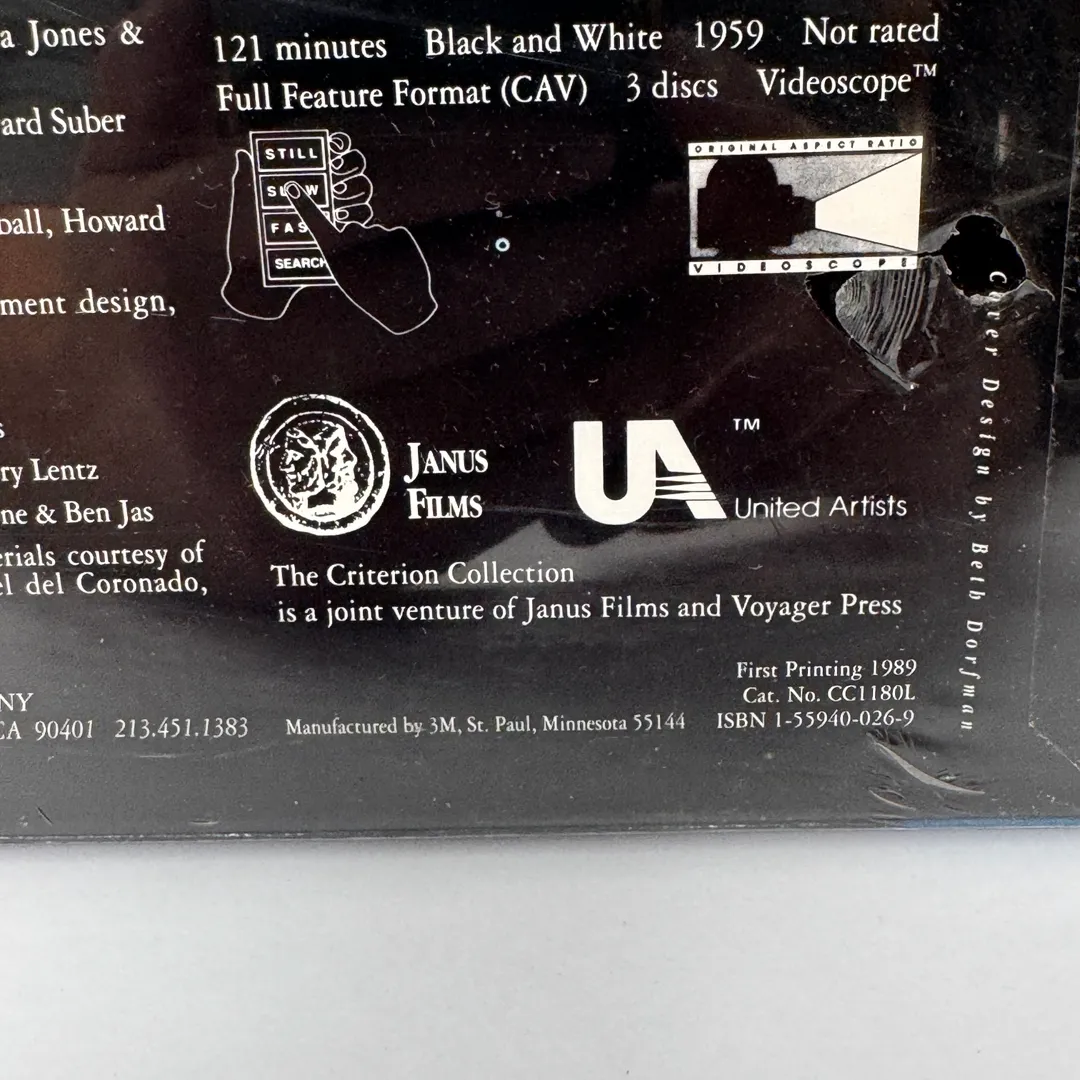 a Jones &
ard Suber
ball, Howard
ment design,
s
ry Lentz
ne & Ben Jas
erials courtesy of
el del Coronado,
NY
CA 90401 213.451.1383
121 minutes Black and White 1959 Not rated
Full Feature Format (CAV) 3 discs Videoscope™
STILL
SLOW
FAS
SEARCH
ORIGINAL ASPECT RATIO
VIDEOSCOPE
JANUS
FILMS
UA TM
United Artists
The Criterion Collection
is a joint venture of Janus Films and Voyager Press
First Printing 1989
Cat. No. CC1180L
Manufactured by 3M, St. Paul, Minnesota 55144 ISBN 1-55940-026-9
Cover Design by Beth Dorfman